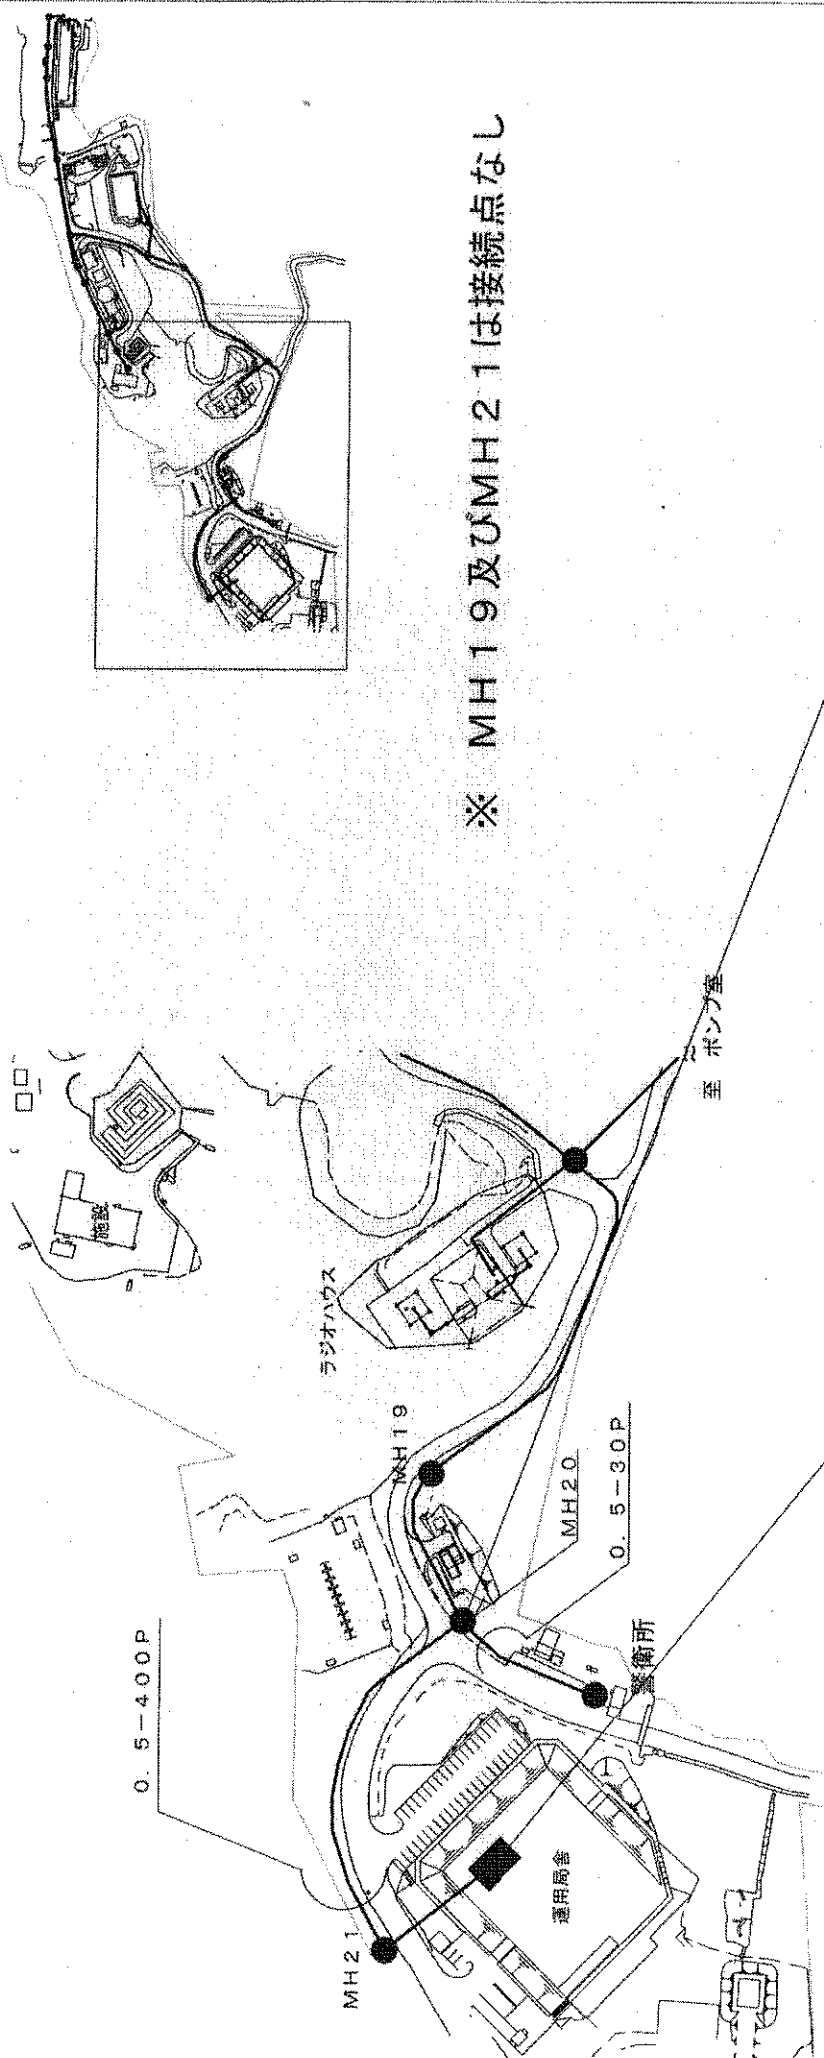 ※　MH19及びMH21は接続点なし
施設
ラジオハウス
至 ポンプ室
MH19
MH20
0.5-30P
0.5-400P
警衛所
MH21
運用局舎